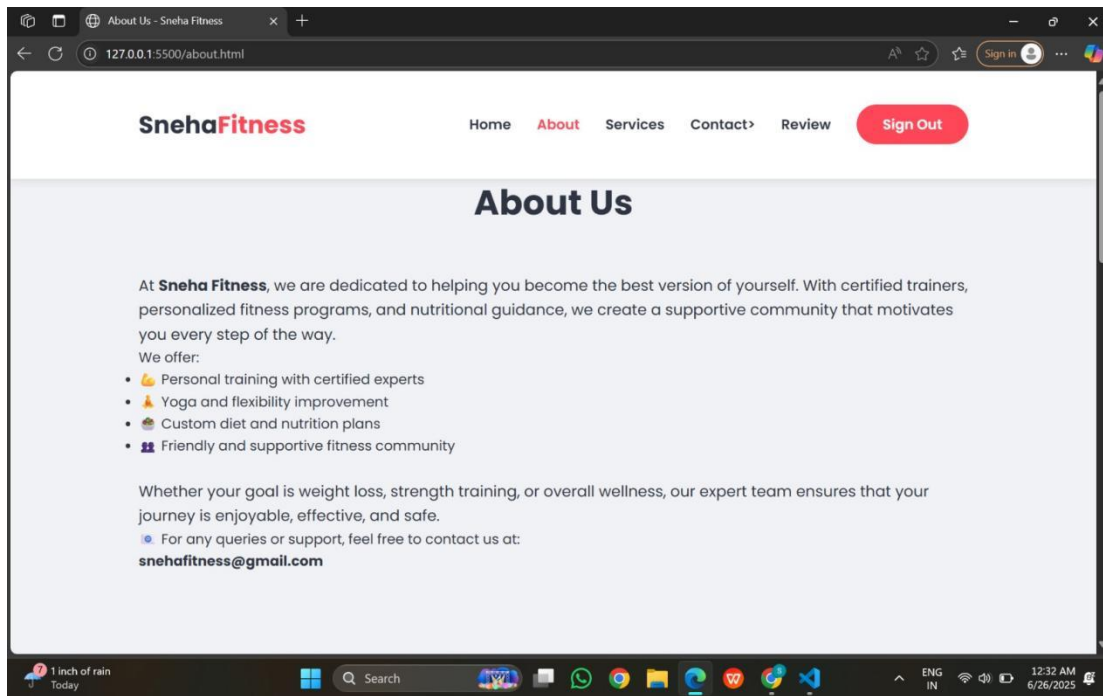 About Us - Sneha Fitness
127.0.0.1:5500/about.html
Sign in
SnehaFitness
Home About Services Contact> Review Sign Out
About Us
At Sneha Fitness, we are dedicated to helping you become the best version of yourself. With certified trainers,
personalized fitness programs, and nutritional guidance, we create a supportive community that motivates
you every step of the way.
We offer:
• 💪 Personal training with certified experts
• 🧘 Yoga and flexibility improvement
• 🥗 Custom diet and nutrition plans
• 👥 Friendly and supportive fitness community
Whether your goal is weight loss, strength training, or overall wellness, our expert team ensures that your
journey is enjoyable, effective, and safe.
📧 For any queries or support, feel free to contact us at:
snehafitness@gmail.com
7
1 inch of rain
Today
Search
ENG
IN
12:32 AM
6/26/2025